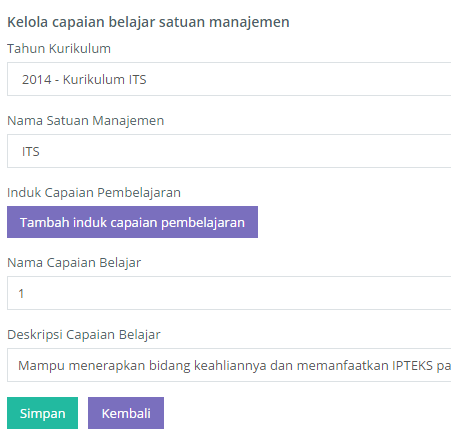 Kelola capaian belajar satuan manajemen
Tahun Kurikulum
2014 - Kurikulum ITS
Nama Satuan Manajemen
ITS
Induk Capaian Pembelajaran
Tambah induk capaian pembelajaran
Nama Capaian Belajar
1
Deskripsi Capaian Belajar
Mampu menerapkan bidang keahliannya dan memanfaatkan IPTEKS pa
Simpan Kembali